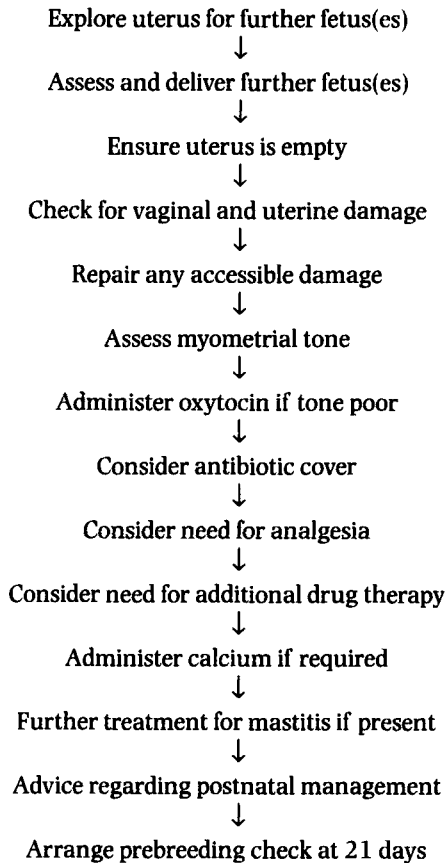 Explore uterus for further fetus(es)
↓
Assess and deliver further fetus(es)
↓
Ensure uterus is empty
↓
Check for vaginal and uterine damage
↓
Repair any accessible damage
↓
Assess myometrial tone
↓
Administer oxytocin if tone poor
↓
Consider antibiotic cover
↓
Consider need for analgesia
↓
Consider need for additional drug therapy
↓
Administer calcium if required
↓
Further treatment for mastitis if present
↓
Advice regarding postnatal management
↓
Arrange prebreeding check at 21 days